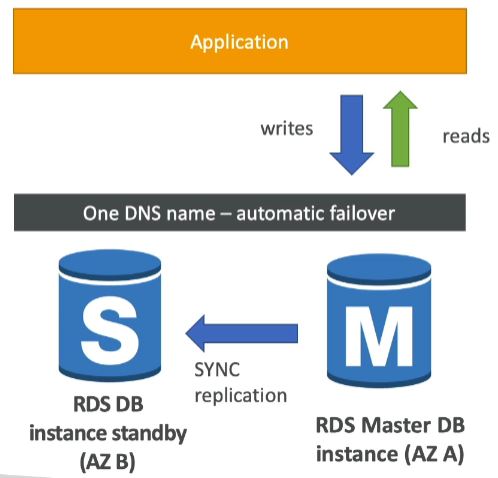 Application
writes
reads
One DNS name – automatic failover
S
M
SYNC
replication
RDS DB
instance standby
(AZ B)
RDS Master DB
instance (AZ A)